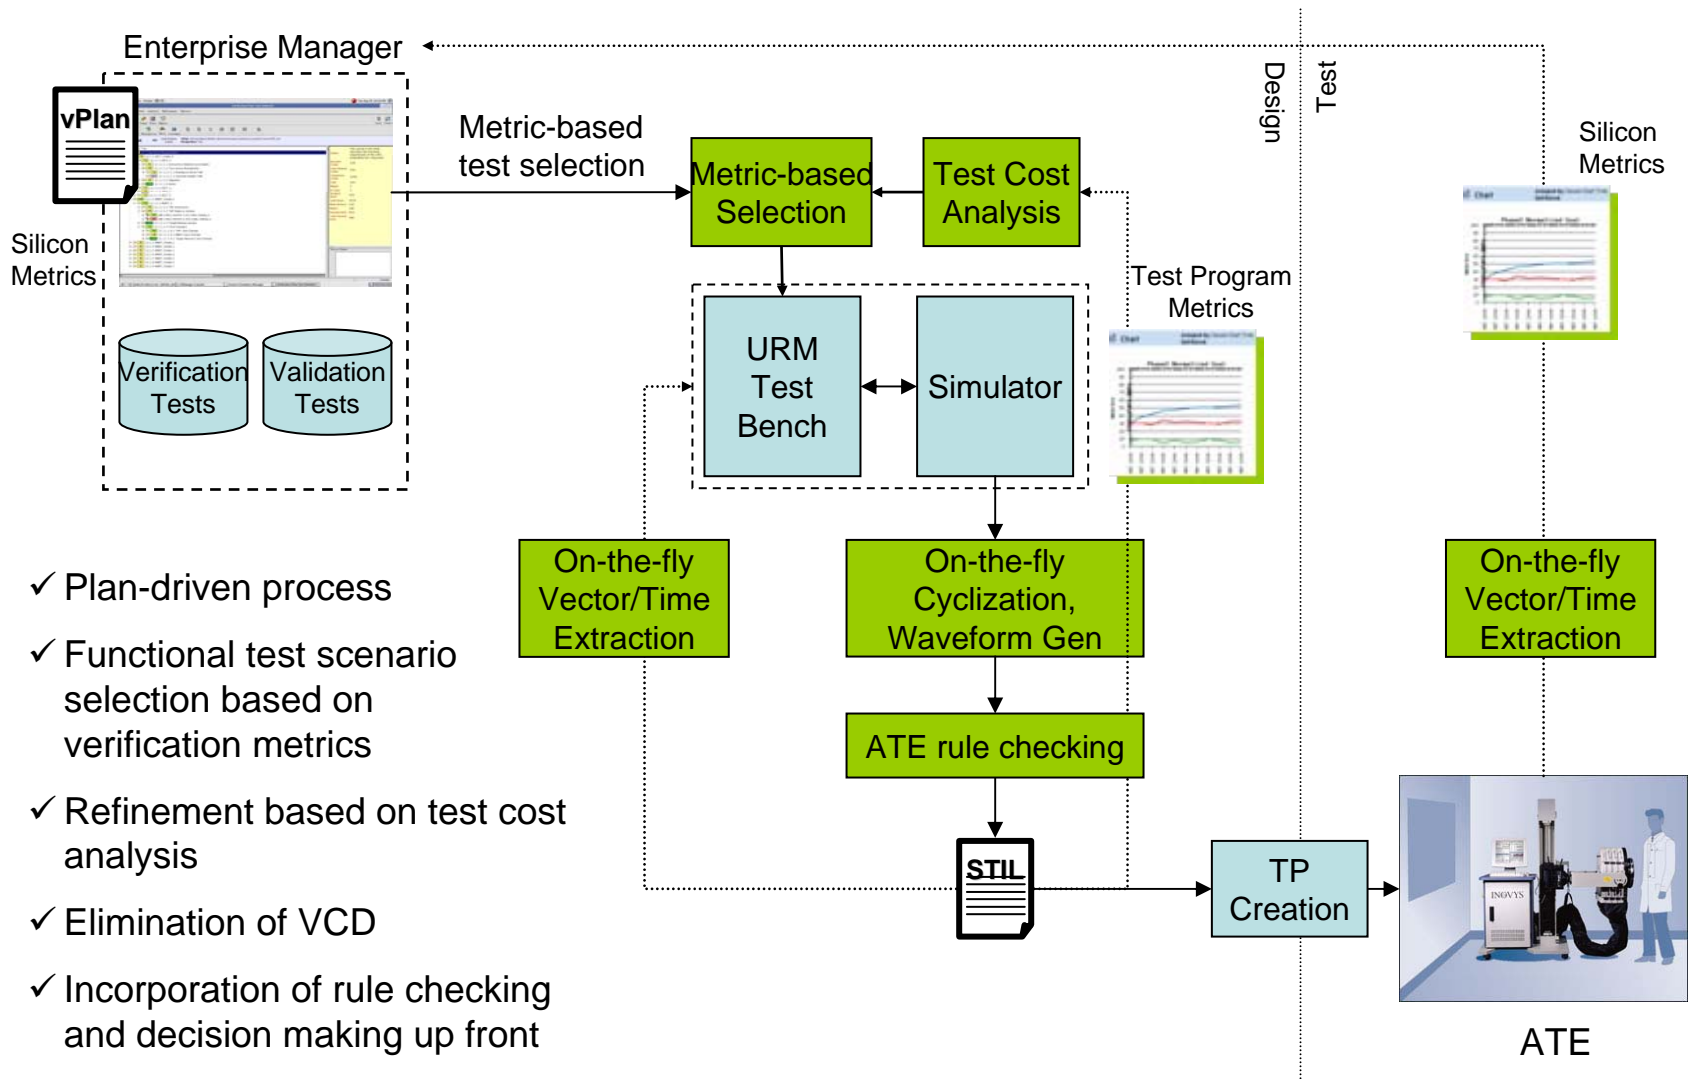 Enterprise Manager
vPlan
Silicon
Metrics
Verification
Tests
Validation
Tests
Metric-based
test selection
Metric-based
Selection
Test Cost
Analysis
Design
Test
Silicon
Metrics
Chart
Test Program
Metrics
Chart
URM
Test
Bench
Simulator
On-the-fly
Vector/Time
Extraction
On-the-fly
Cyclization,
Waveform Gen
On-the-fly
Vector/Time
Extraction
ATE rule checking
STIL
TP
Creation
INOVYS
ATE
✓ Plan-driven process
✓ Functional test scenario
selection based on
verification metrics
✓ Refinement based on test cost
analysis
✓ Elimination of VCD
✓ Incorporation of rule checking
and decision making up front